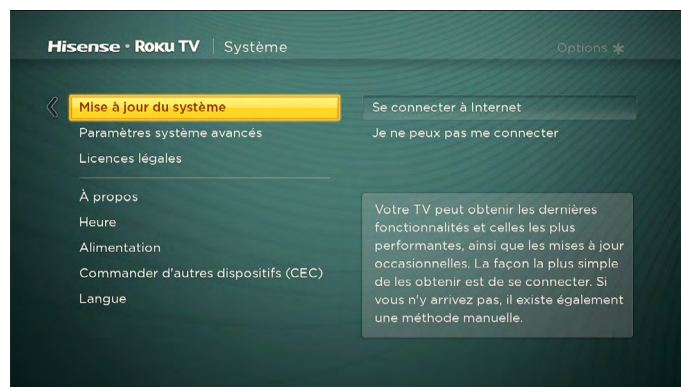 Hisense • ROKU TV | Système
Options *
Mise à jour du système
Paramètres système avancés
Licences légales
À propos
Heure
Alimentation
Commander d'autres dispositifs (CEC)
Langue
Se connecter à Internet
Je ne peux pas me connecter
Votre TV peut obtenir les dernières
fonctionnalités et celles les plus
performantes, ainsi que les mises à jour
occasionnelles. La façon la plus simple
de les obtenir est de se connecter. Si
vous n'y arrivez pas, il existe également
une méthode manuelle.